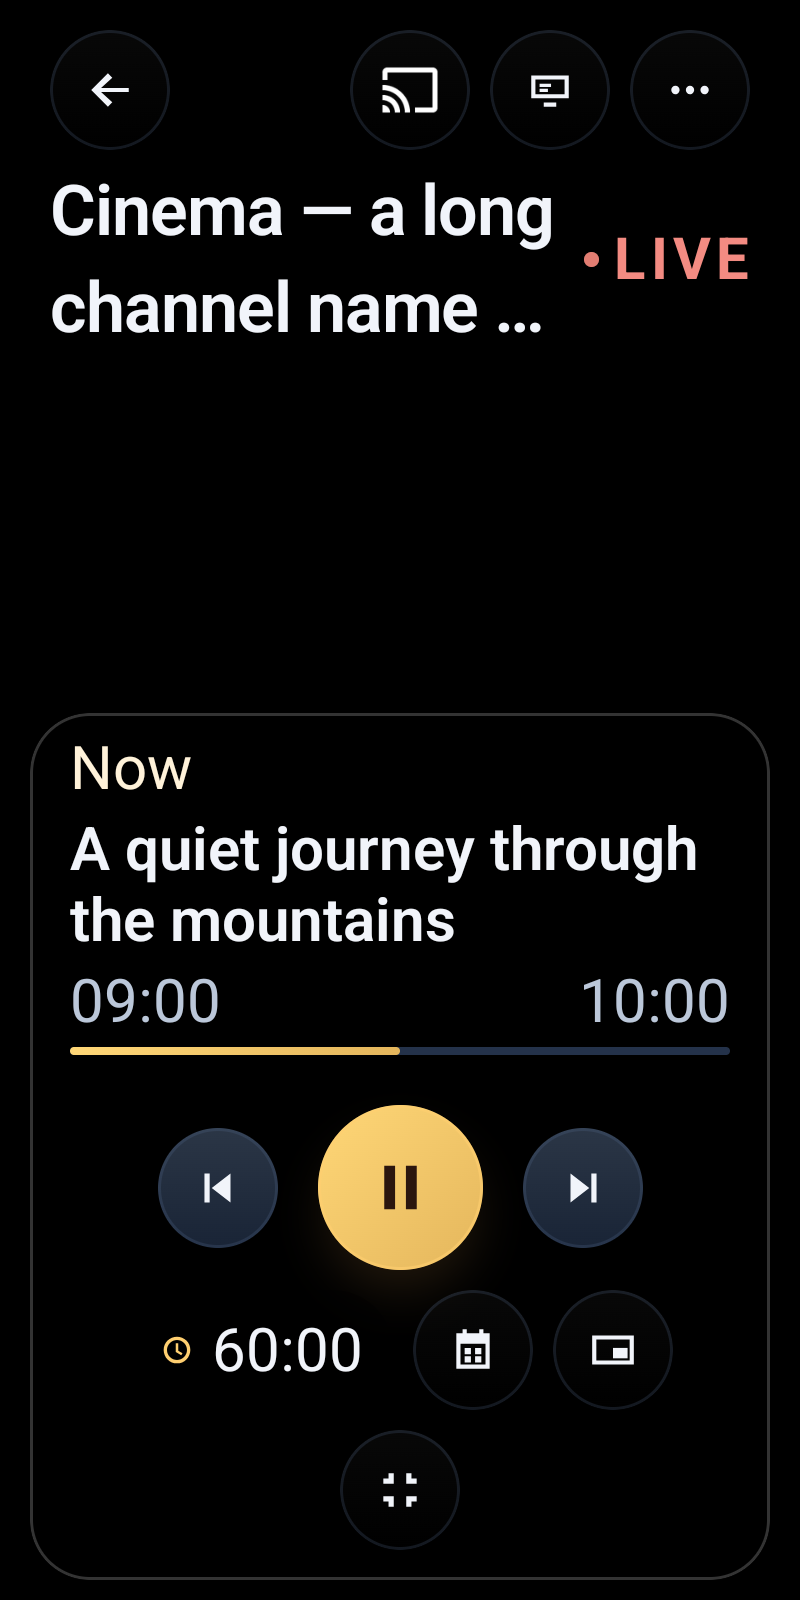 Cinema — a long
channel name ...
• LIVE
Now
A quiet journey through
the mountains
09:00 10:00
60:00